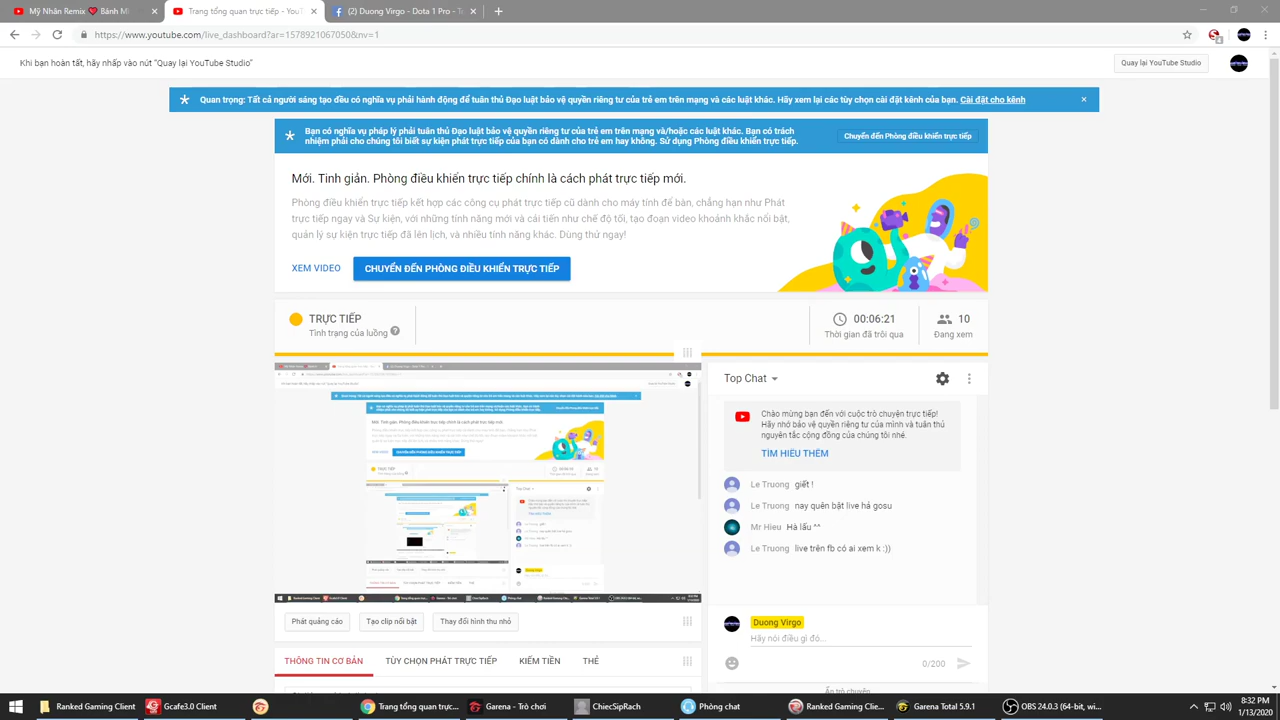 Mỹ Nhân Remix ❤ Bánh Mì
Trang tổng quan trực tiếp - YouT
(2) Duong Virgo - Dota 1 Pro - T
https://www.youtube.com/live_dashboard?ar=1578921067050&nv=1
Khi bạn hoàn tất, hãy nhấp vào nút "Quay lại YouTube Studio"
Quay lại YouTube Studio
Quan trọng: Tất cả người sáng tạo đều có nghĩa vụ phải hành động để tuân thủ Đạo luật bảo vệ quyền riêng tư của trẻ em trên mạng và các luật khác. Hãy xem lại các tùy chọn cài đặt kênh của bạn. Cài đặt cho kênh
Bạn có nghĩa vụ pháp lý phải tuân thủ Đạo luật bảo vệ quyền riêng tư của trẻ em trên mạng và/hoặc các luật khác. Bạn có trách
nhiệm phải cho chúng tôi biết sự kiện phát trực tiếp của bạn có dành cho trẻ em hay không. Sử dụng Phòng điều khiển trực tiếp.
Chuyển đến Phòng điều khiển trực tiếp
Mới. Tinh giản. Phòng điều khiển trực tiếp chính là cách phát trực tiếp mới.
Phòng điều khiển trực tiếp kết hợp các công cụ phát trực tiếp cũ dành cho máy tính để bàn, chẳng hạn như Phát
trực tiếp ngay và Sự kiện, với những tính năng mới và cải tiến như chế độ tối, tạo đoạn video khoảnh khắc nổi bật,
quản lý sự kiện trực tiếp đã lên lịch, và nhiều tính năng khác. Dùng thử ngay!
XEM VIDEO
CHUYỂN ĐẾN PHÒNG ĐIỀU KHIỂN TRỰC TIẾP
TRỰC TIẾP
Tình trạng của luồng
00:06:21
Thời gian đã trôi qua
10
Đang xem
Top Chat
Chào mừng bạn đến với cuộc trò chuyện trực tiếp!
Hãy nhớ bảo vệ quyền riêng tư của mình và tuân thủ
nguyên tắc cộng đồng của chúng tôi nhé.
TÌM HIỂU THÊM
Le Truong giết !
Le Truong nay quên bật live hả gosu
Mr Hieu Hà lẩu ^^
Le Truong live trên fb có ai xem k :))
Phát quảng cáo
Tạo clip nổi bật
Thay đổi hình thu nhỏ
Duong Virgo
Hãy nói điều gì đó...
0/200
THÔNG TIN CƠ BẢN
TÙY CHỌN PHÁT TRỰC TIẾP
KIẾM TIỀN
THẺ
Ẩn trò chuyện
Ranked Gaming Client
Gcafe3.0 Client
Trang tổng quan trực...
Garena - Trò chơi
ChiecSipRach
Phòng chat
Ranked Gaming Clie...
Garena Total 5.9.1
OBS 24.0.3 (64-bit, wi...
8:32 PM
1/13/2020